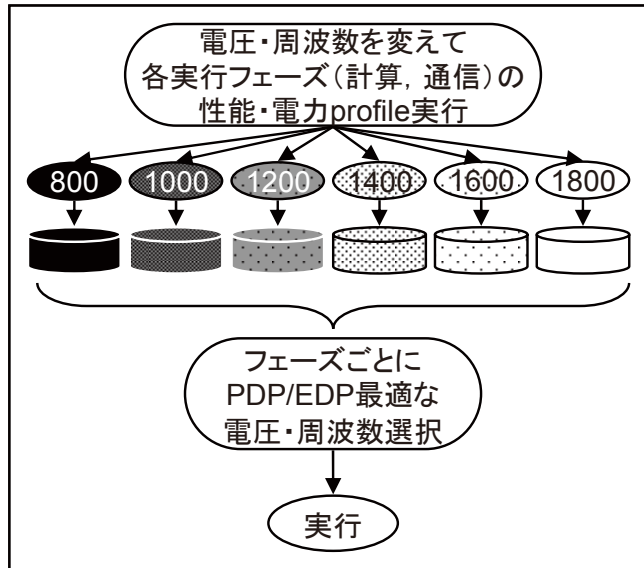 電圧・周波数を変えて
各実行フェーズ(計算, 通信)の
性能・電力profile実行
800 1000 1200 1400 1600 1800
フェーズごとに
PDP/EDP最適な
電圧・周波数選択
実行